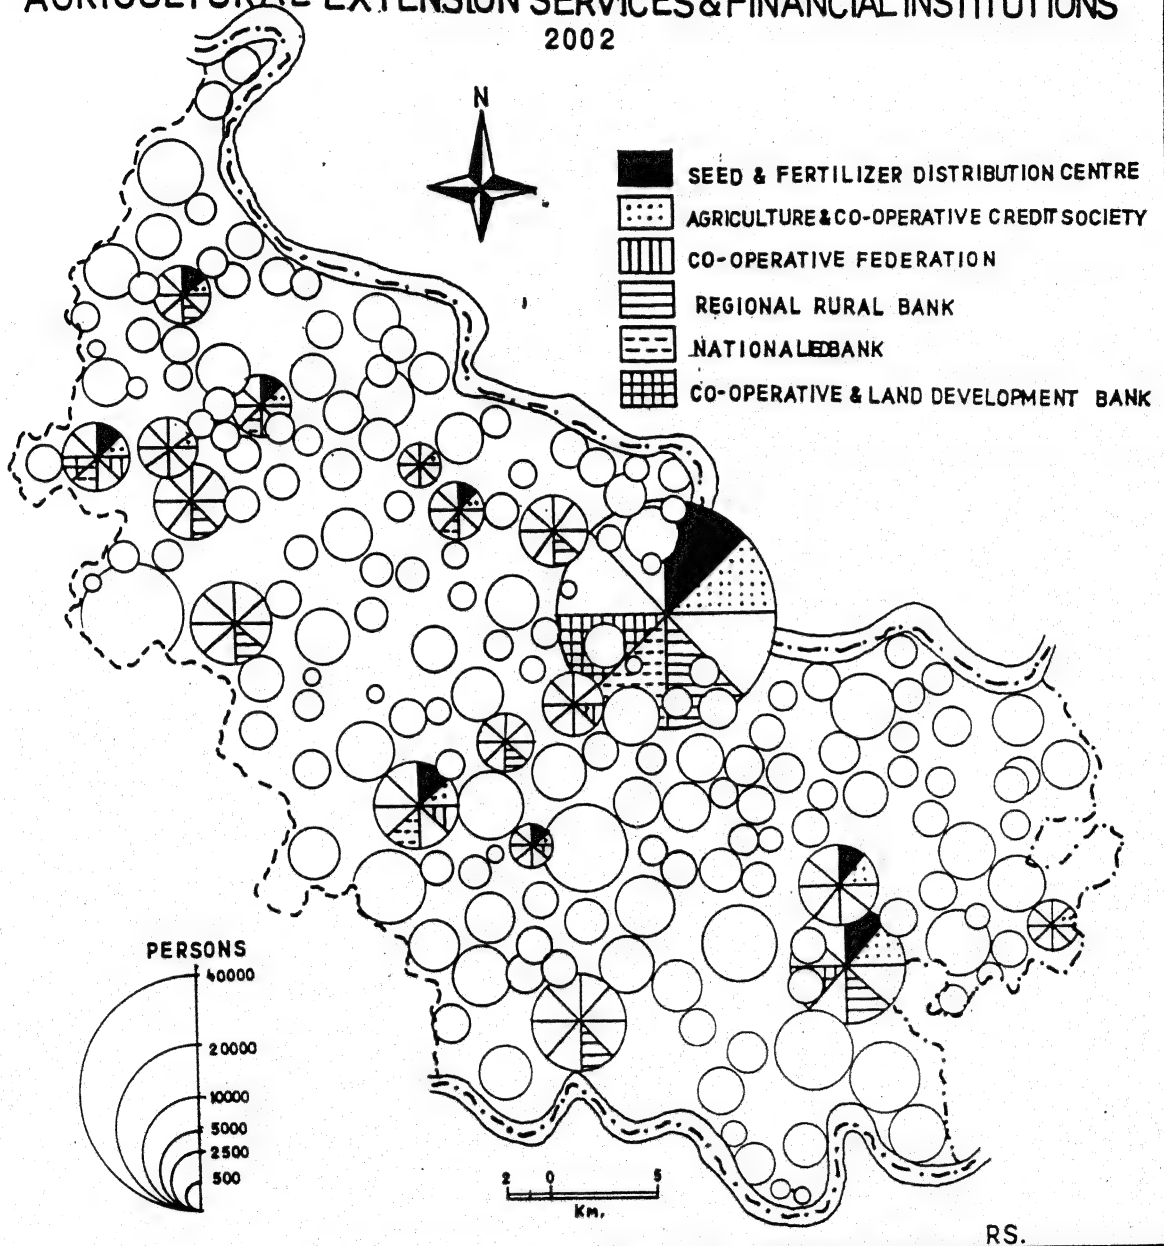 AGRICULTURAL EXTENSION SERVICES & FINANCIAL INSTITUTIONS
2002
N
SEED & FERTILIZER DISTRIBUTION CENTRE
AGRICULTURE & CO-OPERATIVE CREDIT SOCIETY
CO-OPERATIVE FEDERATION
REGIONAL RURAL BANK
NATIONALEDBANK
CO-OPERATIVE & LAND DEVELOPMENT BANK
PERSONS
40000
20000
10000
5000
2500
500
2 0 5
Km.
RS.